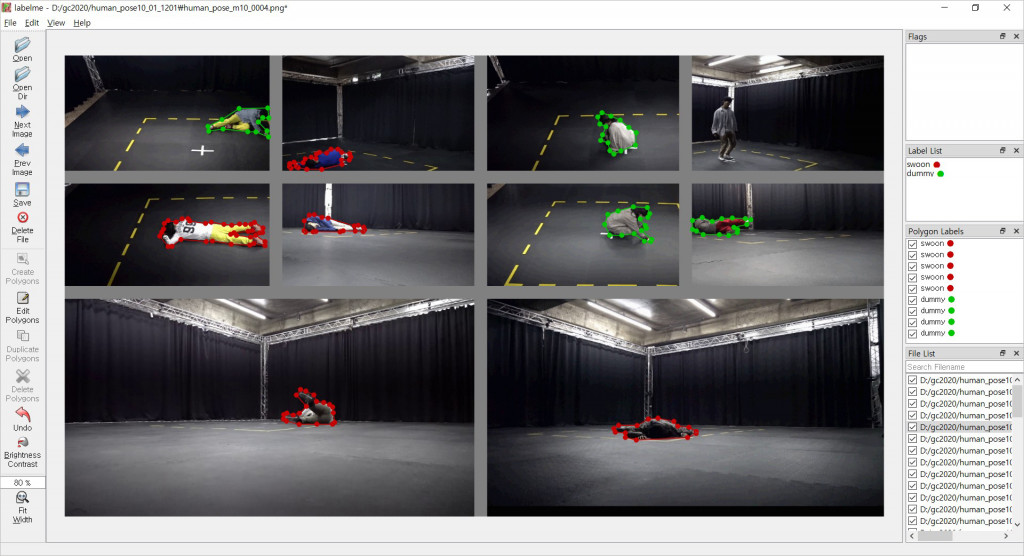 labelme - D:/gc2020/human_pose10_01_1201₩human_pose_m10_0004.png*
File Edit View Help
Open
Open
Dir
Next
Image
Prev
Image
Save
Delete
File
Create
Polygons
Edit
Polygons
Duplicate
Polygons
Delete
Polygons
Undo
Brightness
Contrast
80 %
Fit
Width
Flags
Label List
swoon
dummy
Polygon Labels
swoon
swoon
swoon
swoon
swoon
dummy
dummy
dummy
dummy
File List
Search Filename
D:/gc2020/human_pose10
D:/gc2020/human_pose10
D:/gc2020/human_pose10
D:/gc2020/human_pose10
D:/gc2020/human_pose10
D:/gc2020/human_pose10
D:/gc2020/human_pose10
D:/gc2020/human_pose10
D:/gc2020/human_pose10
D:/gc2020/human_pose10
D:/gc2020/human_pose10
D:/gc2020/human_pose10
D:/gc2020/human_pose10